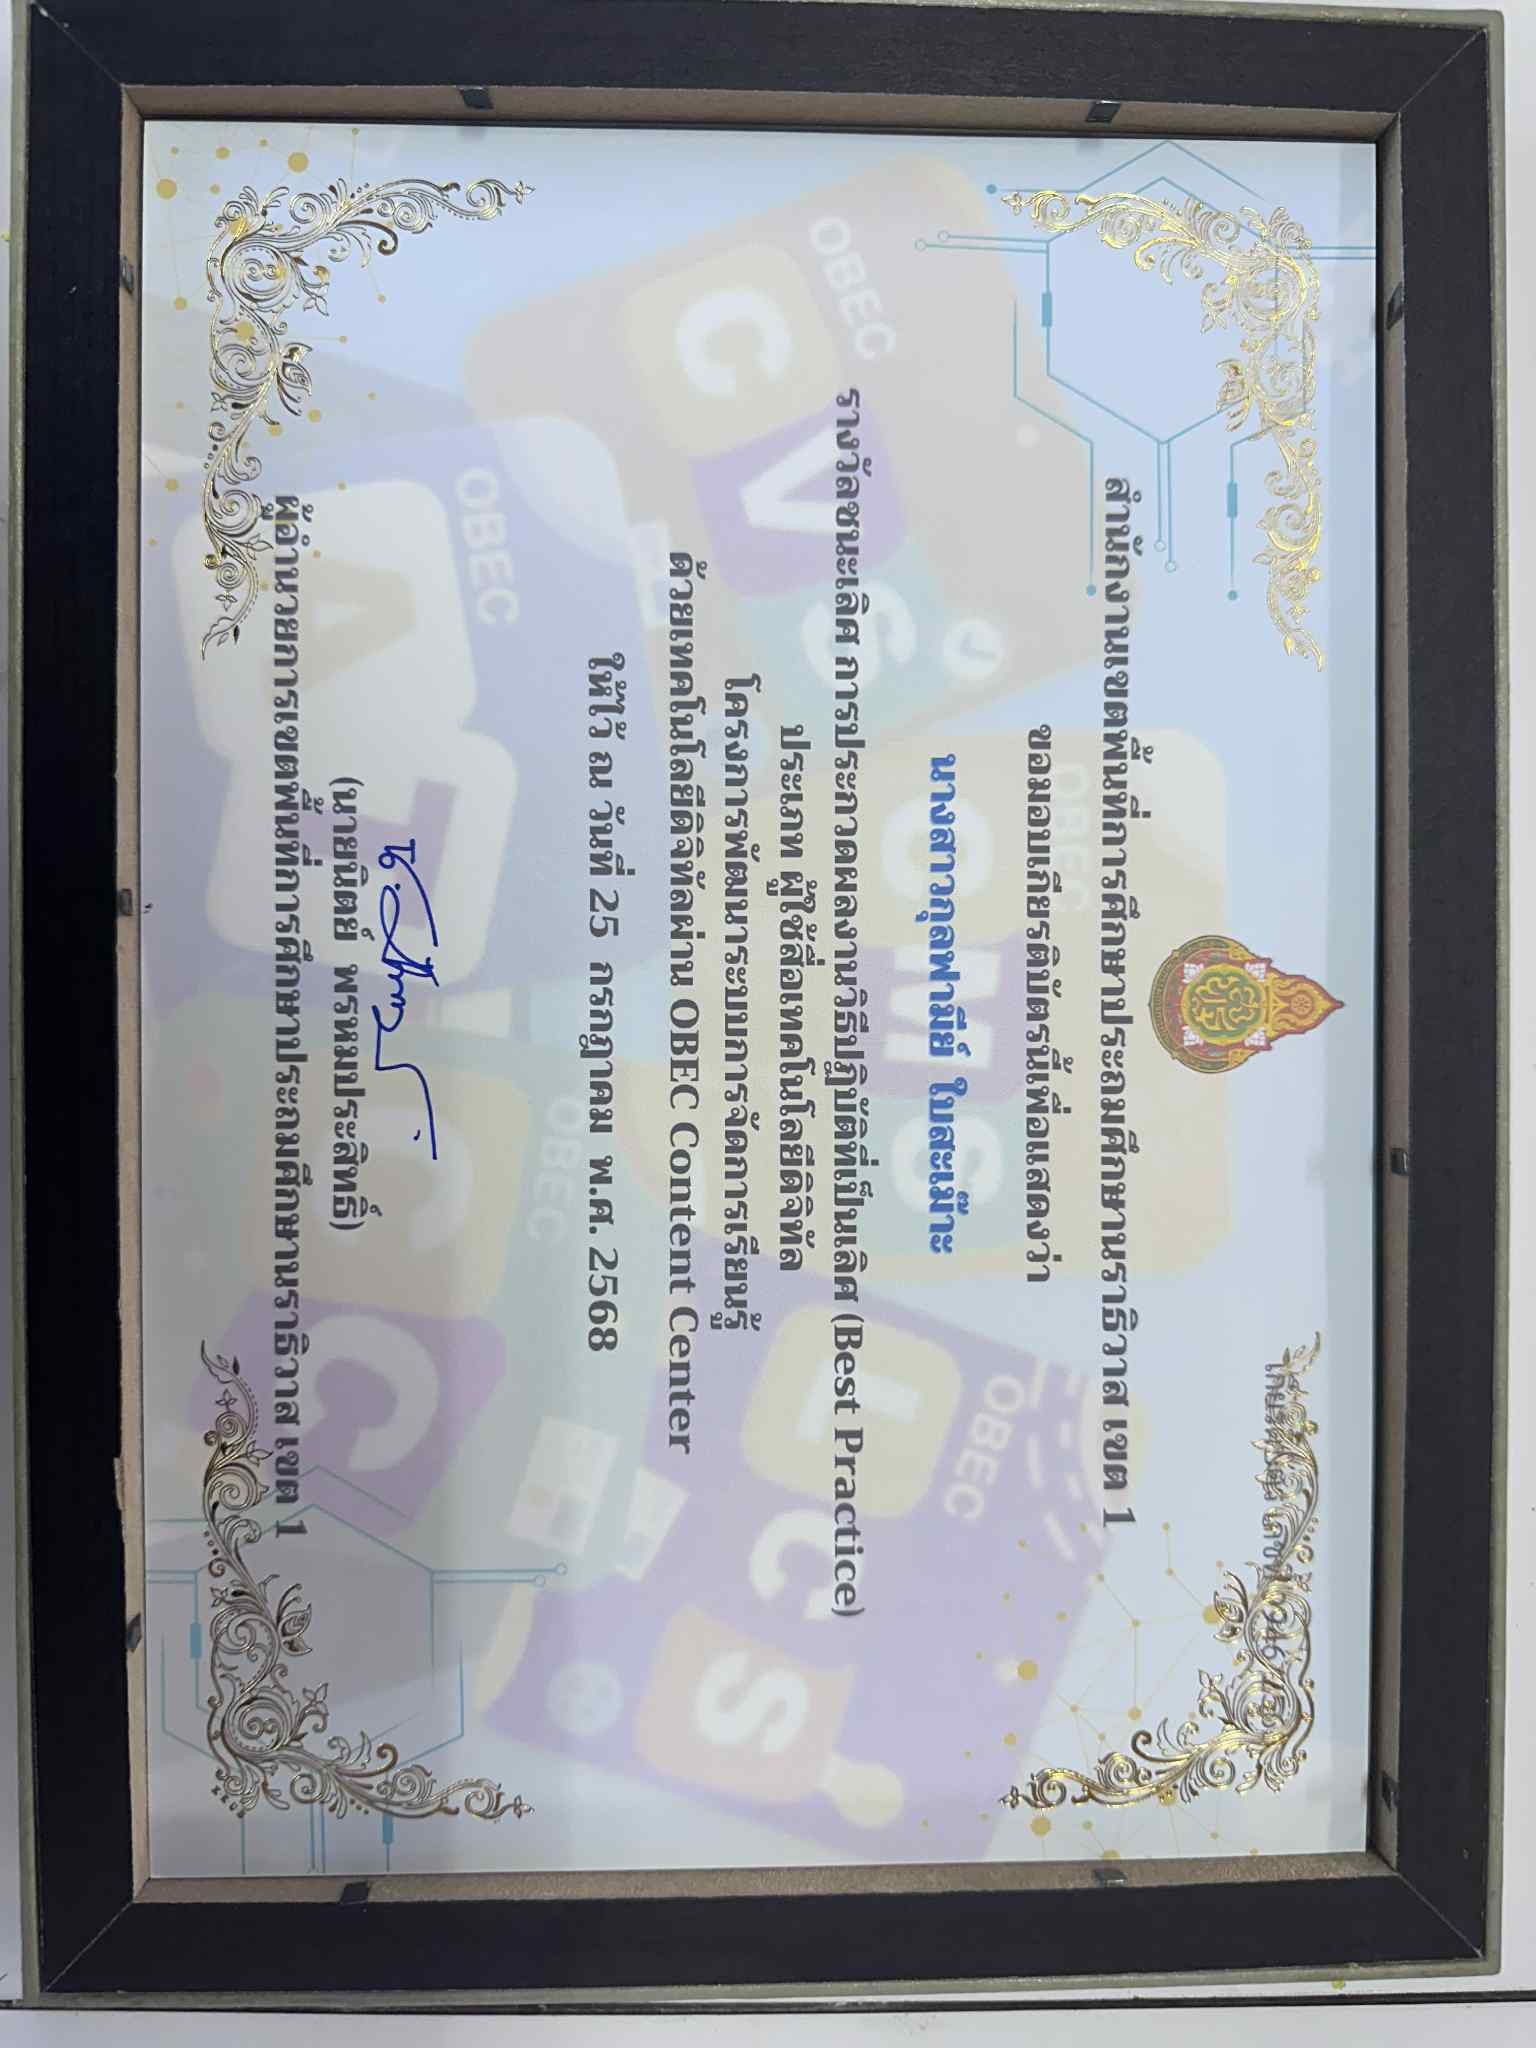 สำนักงานเขตพื้นที่การศึกษาประถมศึกษานราธิวาส เขต 1
ขอมอบเกียรติบัตรนี้เพื่อแสดงว่า
นางสาวกุลฟามีย์ ใบสะเม๊าะ
รางวัลชนะเลิศ การประกวดผลงานวิธีปฏิบัติที่เป็นเลิศ (Best Practice)
ประเภท ผู้ใช้สื่อเทคโนโลยีดิจิทัล
โครงการพัฒนาระบบการจัดการเรียนรู้
ด้วยเทคโนโลยีดิจิทัลผ่าน OBEC Content Center
ให้ไว้ ณ วันที่ 25 กรกฎาคม พ.ศ. 2568
(นายนิตย์ พรหมประสิทธิ์)
ผู้อำนวยการเขตพื้นที่การศึกษาประถมศึกษานราธิวาส เขต 1
OBEC
CVS
OBEC
CMS
OBEC
LCS
OBEC
AT
OBEC
CC